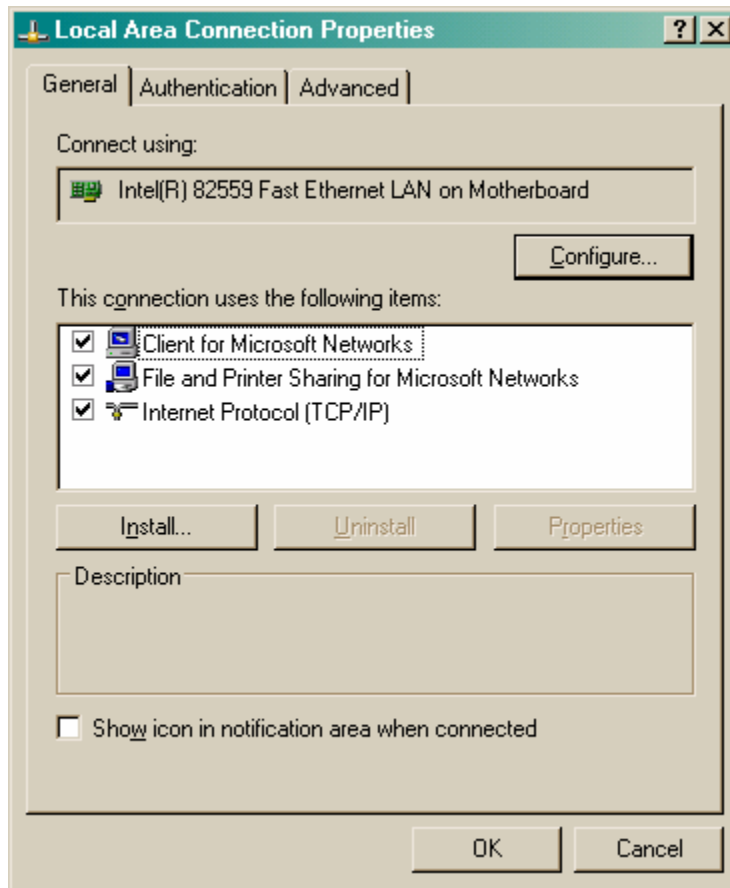 Local Area Connection Properties
General Authentication Advanced
Connect using:
Intel(R) 82559 Fast Ethernet LAN on Motherboard
Configure...
This connection uses the following items:
Client for Microsoft Networks
File and Printer Sharing for Microsoft Networks
Internet Protocol (TCP/IP)
Install... Uninstall Properties
Description
Show icon in notification area when connected
OK Cancel